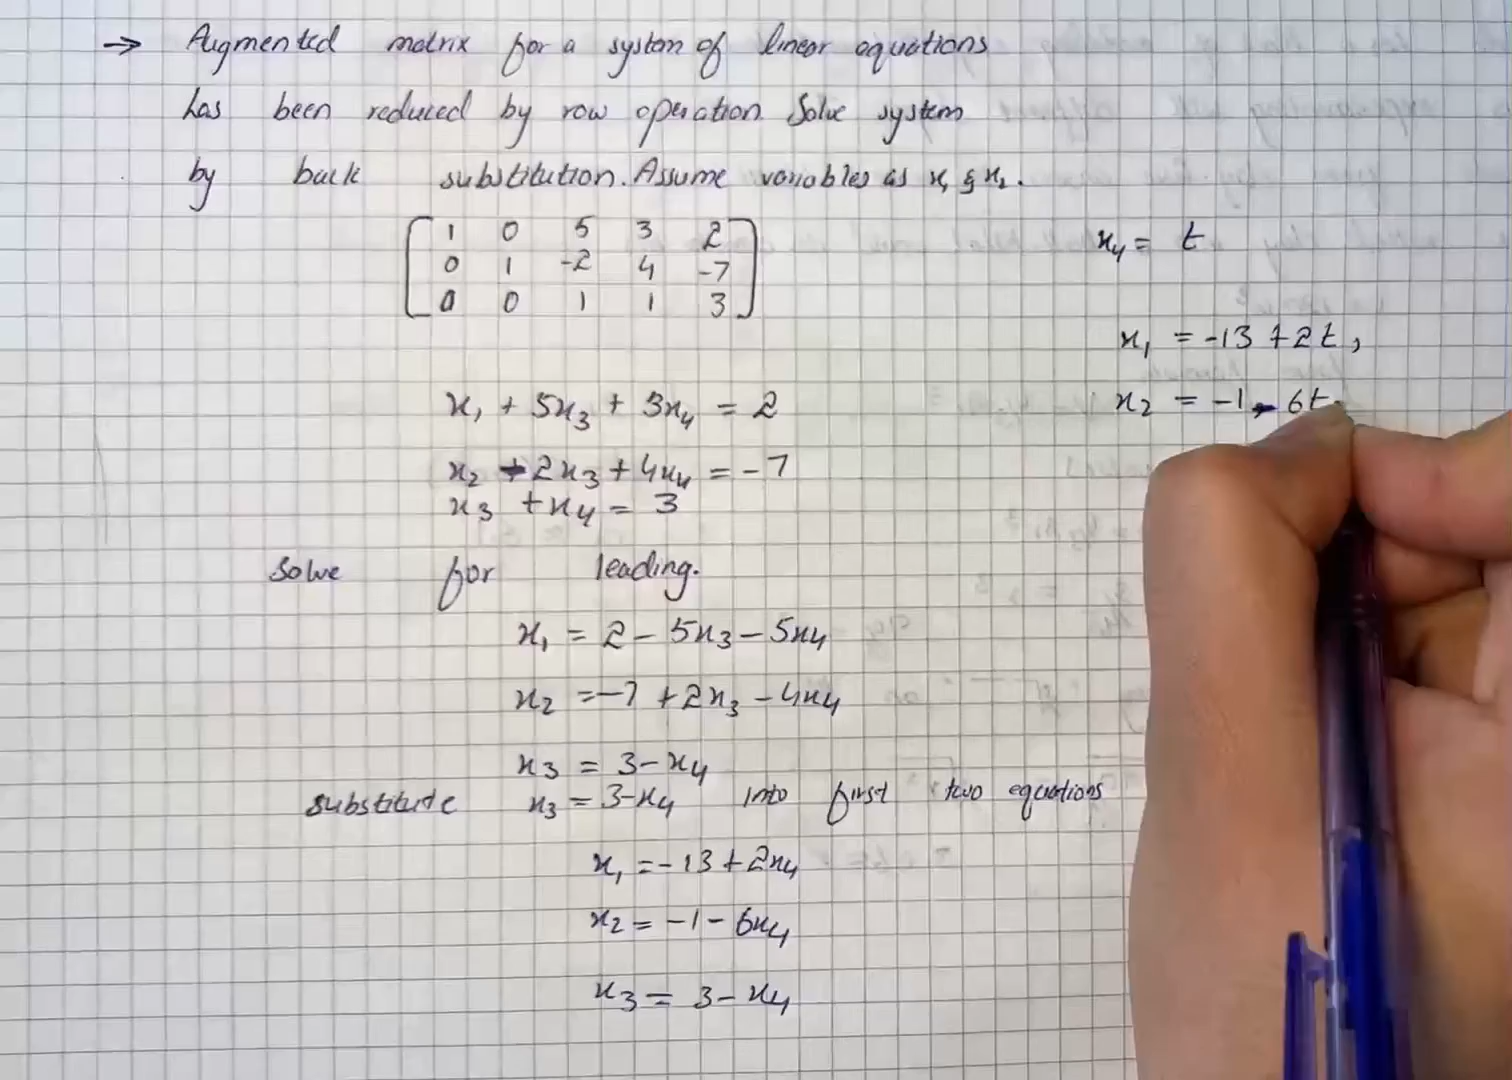 → Augmented matrix for a system of linear equations
has been reduced by row operation. Solve system
by back substitution. Assume variables as x₁ & x₂.
1 0 5 3 2
0 1 -2 4 -7
0 0 1 1 3
x₁ + 5x₃ + 3x₄ = 2
x₂ - 2x₃ + 4x₄ = -7
x₃ + x₄ = 3
Solve for leading.
x₁ = 2 - 5x₃ - 5x₄
x₂ = -7 + 2x₃ - 4x₄
x₃ = 3 - x₄
substitute x₃ = 3 - x₄ into first two equations
x₁ = -13 + 2x₄
x₂ = -1 - 6x₄
x₃ = 3 - x₄
x₄ = t
x₁ = -13 + 2t,
x₂ = -1 - 6t